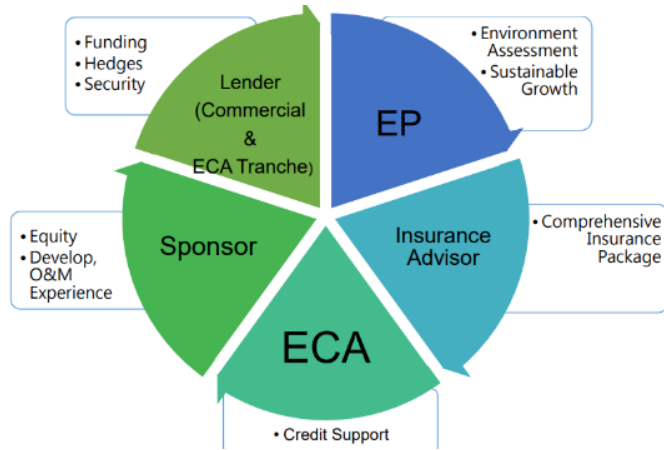 • Funding
• Hedges
• Security
Lender
(Commercial
&
ECA Tranche)
• Environment
Assessment
• Sustainable
Growth
EP
• Equity
• Develop,
O&M
Experience
Sponsor
Insurance
Advisor
• Comprehensive
Insurance
Package
ECA
• Credit Support